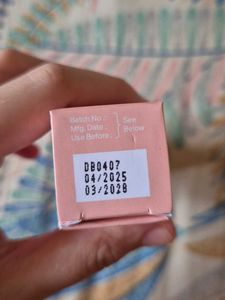 Batch No. :
Mfg. Date : } See
Use Before : Below
DB0407
04/2025
03/2028